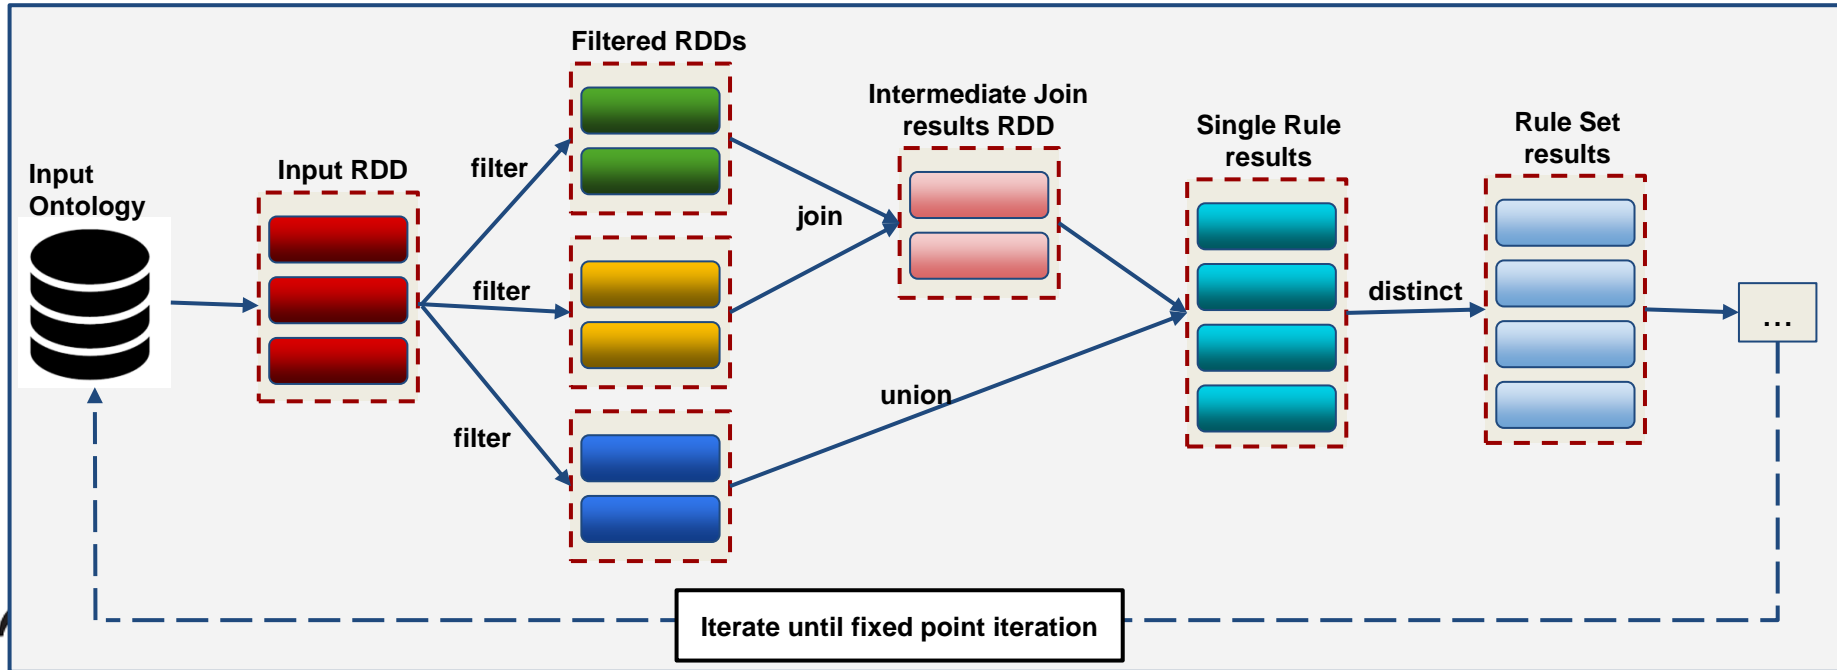 Input
Ontology
Input RDD
filter
filter
filter
Filtered RDDs
join
union
Intermediate Join
results RDD
Single Rule
results
distinct
Rule Set
results
...
Iterate until fixed point iteration